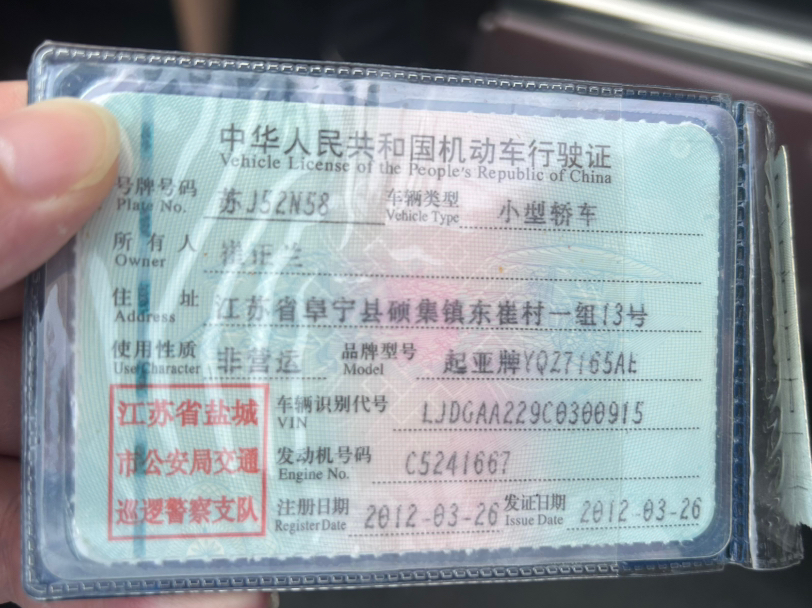 中华人民共和国机动车行驶证
Vehicle License of the People's Republic of China
号牌号码 苏J52N58 车辆类型 小型轿车
Plate No. Vehicle Type
所有人 崔正兰
Owner
住 址 江苏省阜宁县硕集镇东崔村一组13号
Address
使用性质 非营运 品牌型号 起亚牌YQZ7165AE
Use Character Model
江苏省盐城 车辆识别代号 LJDGAA229C0300915
VIN
市公安局交通 发动机号码 C5241667
Engine No.
巡逻警察支队 注册日期 2012-03-26 发证日期 2012-03-26
Register Date Issue Date